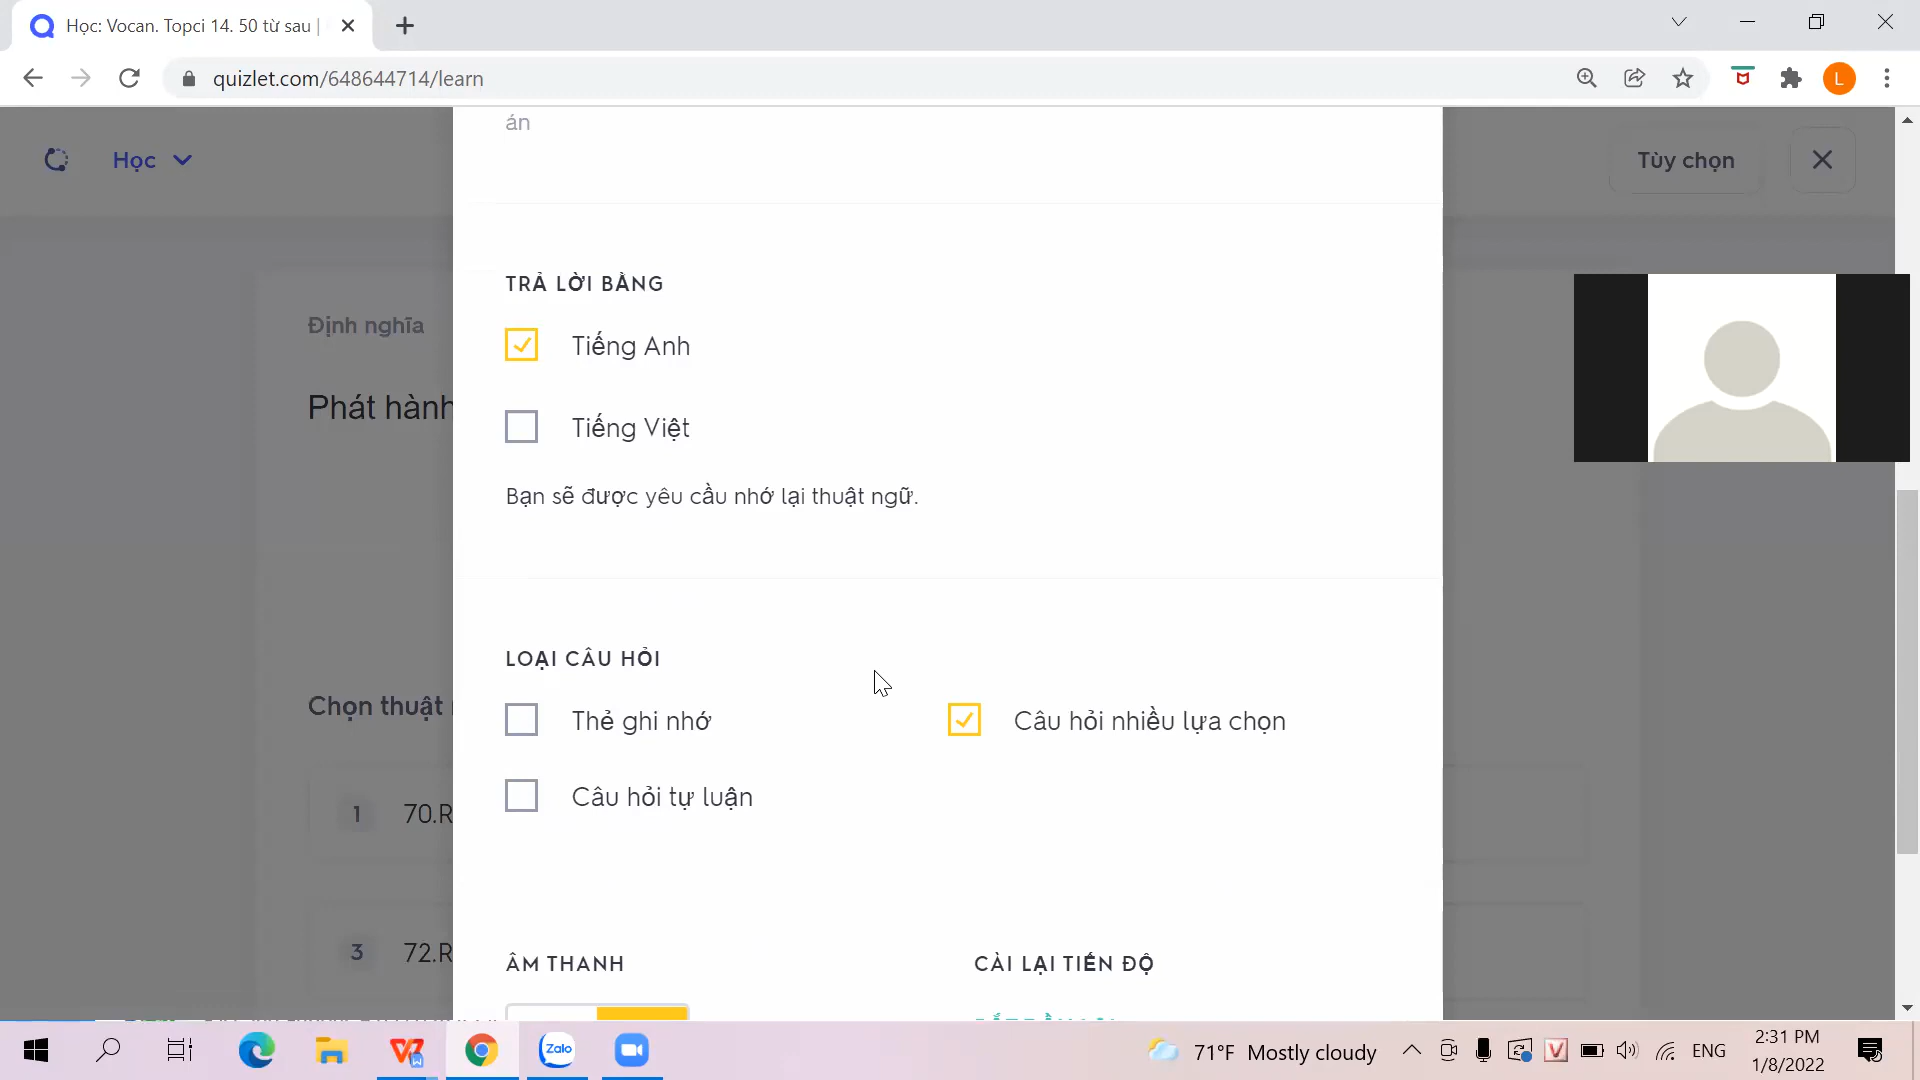 Học: Vocan. Topci 14. 50 từ sau |
quizlet.com/648644714/learn
L
án
Học
Tùy chọn
TRẢ LỜI BẰNG
Định nghĩa
Tiếng Anh
Phát hành
Tiếng Việt
Bạn sẽ được yêu cầu nhớ lại thuật ngữ.
LOẠI CÂU HỎI
Chọn thuật
Thẻ ghi nhớ
Câu hỏi nhiều lựa chọn
Câu hỏi tự luận
1 70.R
3 72.R
ÂM THANH
CÀI LẠI TIẾN ĐỘ
Zalo
71°F Mostly cloudy
ENG
2:31 PM
1/8/2022